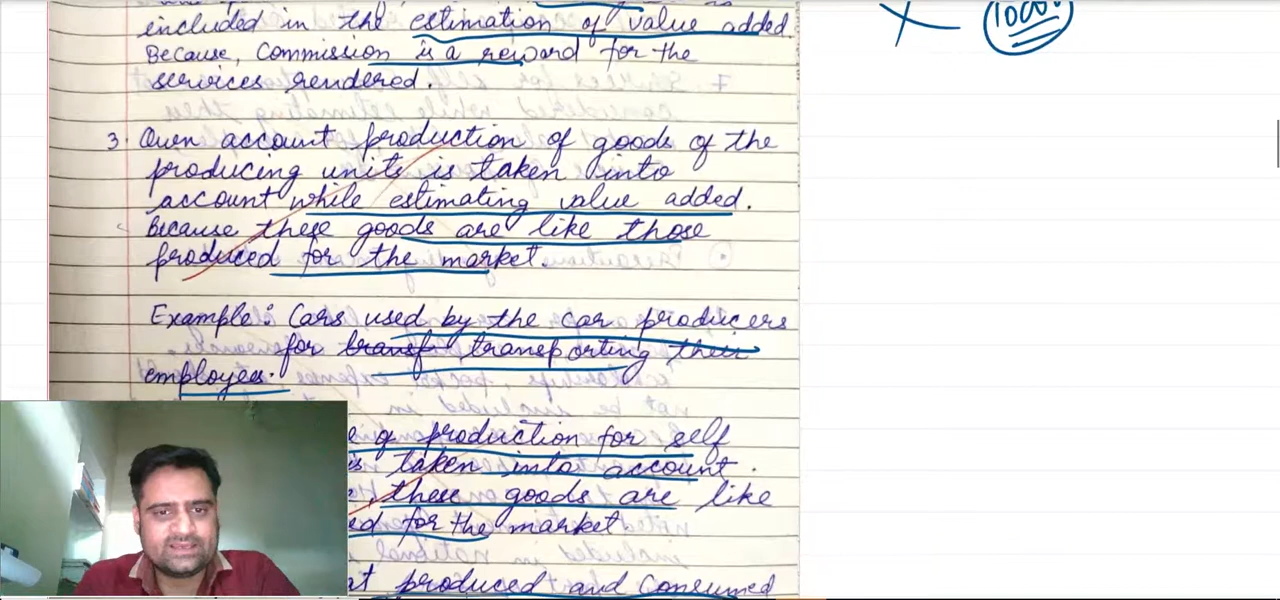 included in the estimation of value added.
Because, Commission is a reward for the
services rendered.
3. Own account production of goods of the
producing units is taken into
account while estimating value added.
Because these goods are like those
produced for the market.
Example: Cars used by the car producers
for transf transporting their
employees.
e of production for self
is taken into account.
, these goods are like
ed for the market
produced and consumed
1000